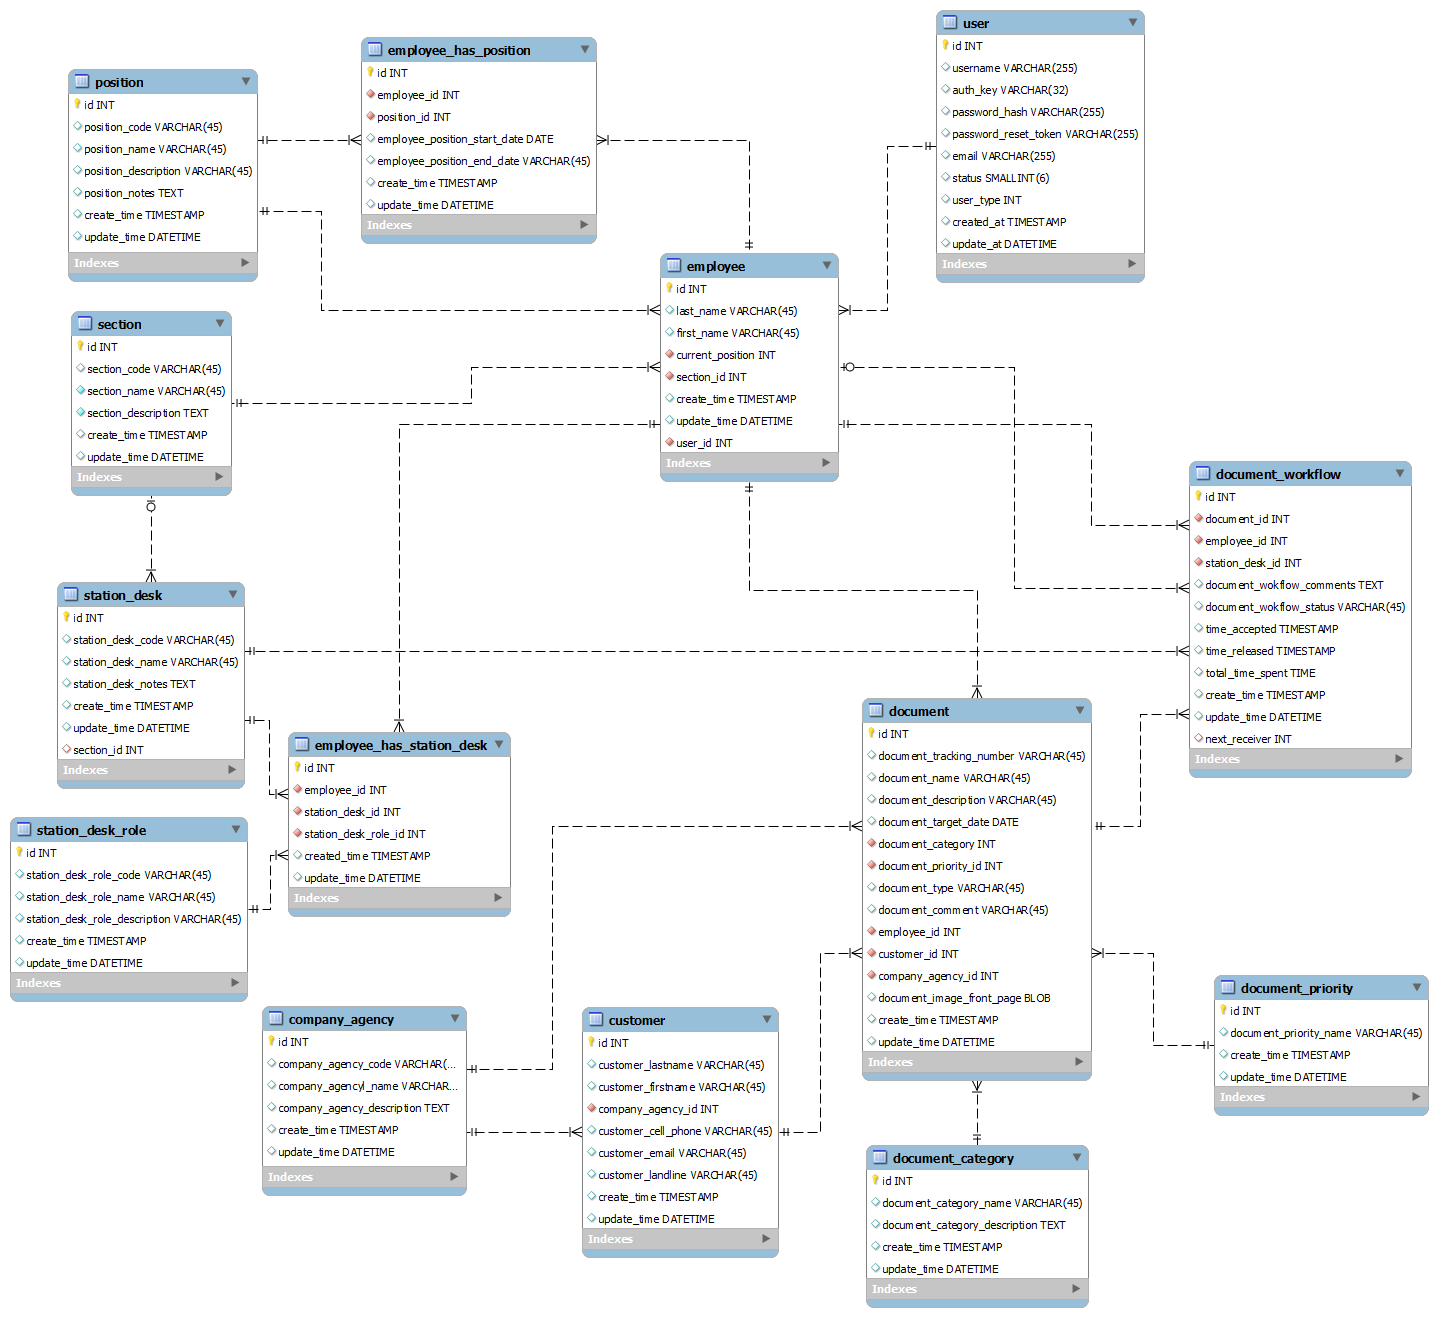 user
id INT
username VARCHAR(255)
auth_key VARCHAR(32)
password_hash VARCHAR(255)
password_reset_token VARCHAR(255)
email VARCHAR(255)
status SMALLINT(6)
user_type INT
created_at TIMESTAMP
update_at DATETIME
Indexes
employee_has_position
id INT
employee_id INT
position_id INT
employee_position_start_date DATE
employee_position_end_date VARCHAR(45)
create_time TIMESTAMP
update_time DATETIME
Indexes
position
id INT
position_code VARCHAR(45)
position_name VARCHAR(45)
position_description VARCHAR(45)
position_notes TEXT
create_time TIMESTAMP
update_time DATETIME
Indexes
employee
id INT
last_name VARCHAR(45)
first_name VARCHAR(45)
current_position INT
section_id INT
create_time TIMESTAMP
update_time DATETIME
user_id INT
Indexes
section
id INT
section_code VARCHAR(45)
section_name VARCHAR(45)
section_description TEXT
create_time TIMESTAMP
update_time DATETIME
Indexes
document_workflow
id INT
document_id INT
employee_id INT
station_desk_id INT
document_wokflow_comments TEXT
document_wokflow_status VARCHAR(45)
time_accepted TIMESTAMP
time_released TIMESTAMP
total_time_spent TIME
create_time TIMESTAMP
update_time DATETIME
next_receiver INT
Indexes
station_desk
id INT
station_desk_code VARCHAR(45)
station_desk_name VARCHAR(45)
station_desk_notes TEXT
create_time TIMESTAMP
update_time DATETIME
section_id INT
Indexes
document
id INT
document_tracking_number VARCHAR(45)
document_name VARCHAR(45)
document_description VARCHAR(45)
document_target_date DATE
document_category INT
document_priority_id INT
document_type VARCHAR(45)
document_comment VARCHAR(45)
employee_id INT
customer_id INT
company_agency_id INT
document_image_front_page BLOB
create_time TIMESTAMP
update_time DATETIME
Indexes
employee_has_station_desk
id INT
employee_id INT
station_desk_id INT
station_desk_role_id INT
created_time TIMESTAMP
update_time DATETIME
Indexes
station_desk_role
id INT
station_desk_role_code VARCHAR(45)
station_desk_role_name VARCHAR(45)
station_desk_role_description VARCHAR(45)
create_time TIMESTAMP
update_time DATETIME
Indexes
document_priority
id INT
document_priority_name VARCHAR(45)
create_time TIMESTAMP
update_time DATETIME
Indexes
company_agency
id INT
company_agency_code VARCHAR(...
company_agencyl_name VARCHAR...
company_agency_description TEXT
create_time TIMESTAMP
update_time DATETIME
Indexes
customer
id INT
customer_lastname VARCHAR(45)
customer_firstname VARCHAR(45)
company_agency_id INT
customer_cell_phone VARCHAR(45)
customer_email VARCHAR(45)
customer_landline VARCHAR(45)
create_time TIMESTAMP
update_time DATETIME
Indexes
document_category
id INT
document_category_name VARCHAR(45)
document_category_description TEXT
create_time TIMESTAMP
update_time DATETIME
Indexes